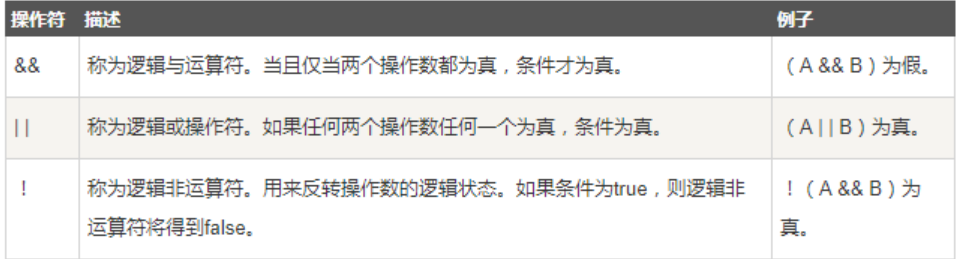 操作符 描述 例子
&& 称为逻辑与运算符。当且仅当两个操作数都为真，条件才为真。 （A && B）为假。
| | 称为逻辑或操作符。如果任何两个操作数任何一个为真，条件为真。 （A | | B）为真。
！ 称为逻辑非运算符。用来反转操作数的逻辑状态。如果条件为true，则逻辑非 ！（A && B）为
运算符将得到false。 真。